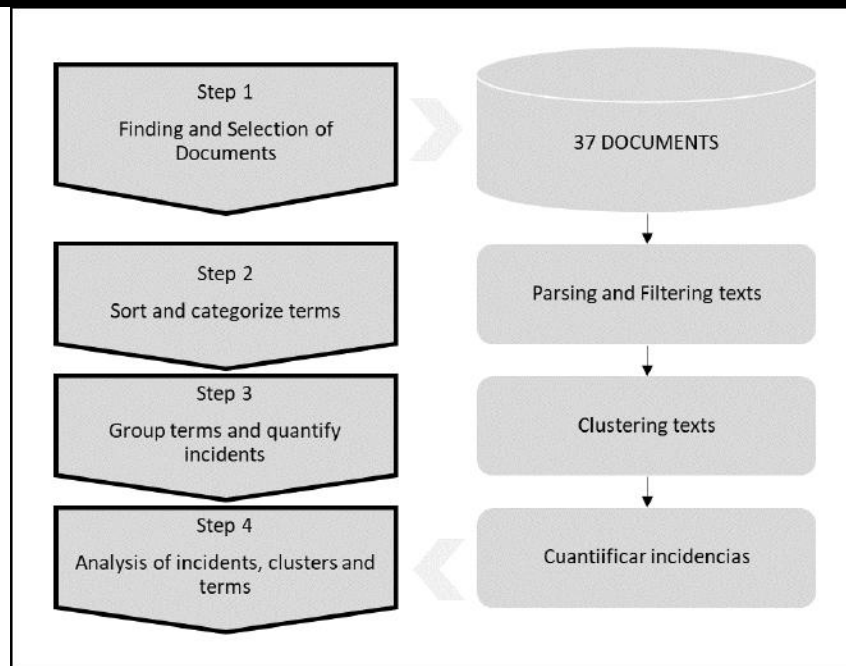 Step 1
Finding and Selection of
Documents
37 DOCUMENTS
Step 2
Sort and categorize terms
Parsing and Filtering texts
Step 3
Group terms and quantify
incidents
Clustering texts
Step 4
Analysis of incidents, clusters and
terms
Cuantiificar incidencias